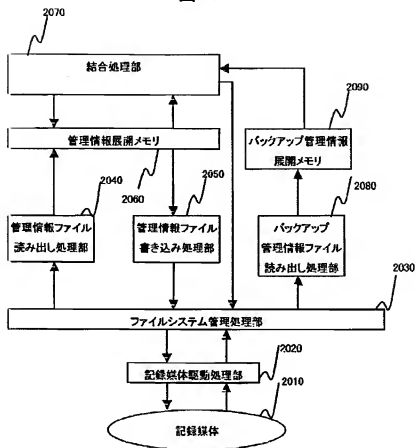 2070
結合処理部
2090
管理情報展開メモリ
バックアップ管理情報
展開メモリ
2040
2060
2050
2080
管理情報ファイル
読み出し処理部
管理情報ファイル
書き込み処理部
バックアップ
管理情報ファイル
読み出し処理部
2030
ファイルシステム管理処理部
2020
記録媒体駆動処理部
2010
記録媒体